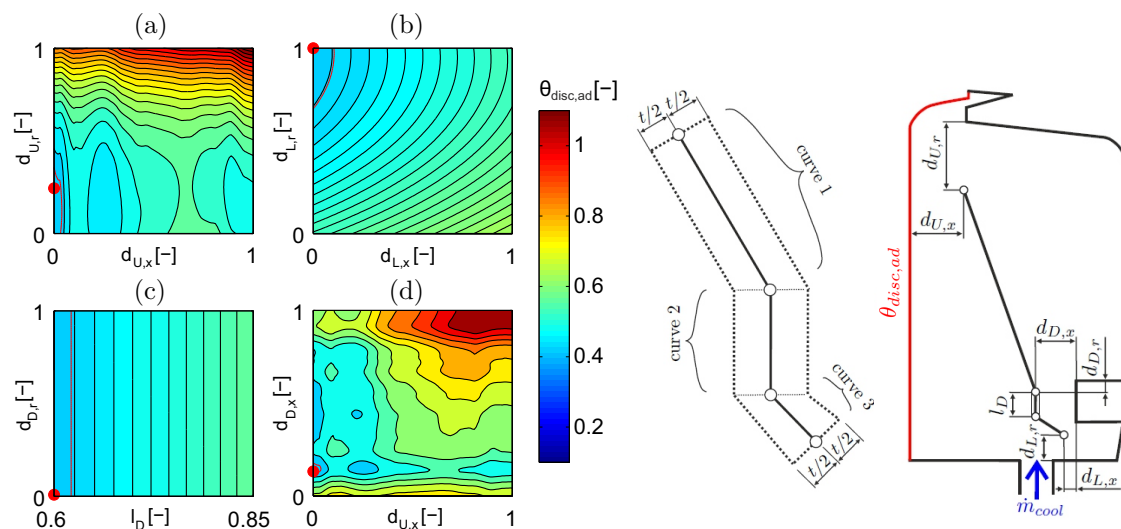 (a)
1
d_{U,r}[−]
0
0
d_{U,x}[−]
1
(b)
1
d_{L,r}[−]
0
0
d_{L,x}[−]
1
(c)
1
d_{D,r}[−]
0
0.6
l_D[−]
0.85
(d)
1
d_{D,x}[−]
0
0
d_{U,x}[−]
1
θ_{disc,ad}[−]
1
0.8
0.6
0.4
0.2
t/2
t/2
curve 1
curve 2
curve 3
t/2
t/2
θ_{disc,ad}
d_{U,r}
d_{U,x}
d_{D,x}
d_{D,r}
l_D
d_{L,r}
d_{L,x}
ṁ_{cool}